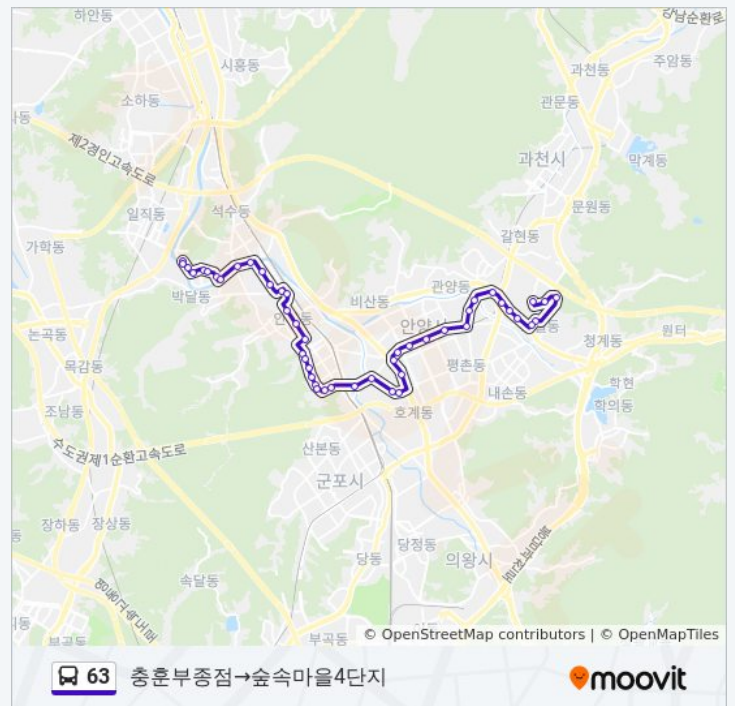 하안동
강남순환로
시흥동
과천동
주암동
소하동
관문동
제2경인고속도로
과천시
막계동
일직동
석수동
문원동
가학동
갈현동
박달동
관양동
비산동
논곡동
청계동
원터
목감동
평촌동
학현
조남동
내손동
학의동
호계동
수도권제1순환고속도로
산본동
군포시
장하동
장상동
당정동
당동
의왕시
속달동
부곡동
© OpenStreetMap contributors | © OpenMapTiles
63 충훈부종점→숲속마을4단지
moovit